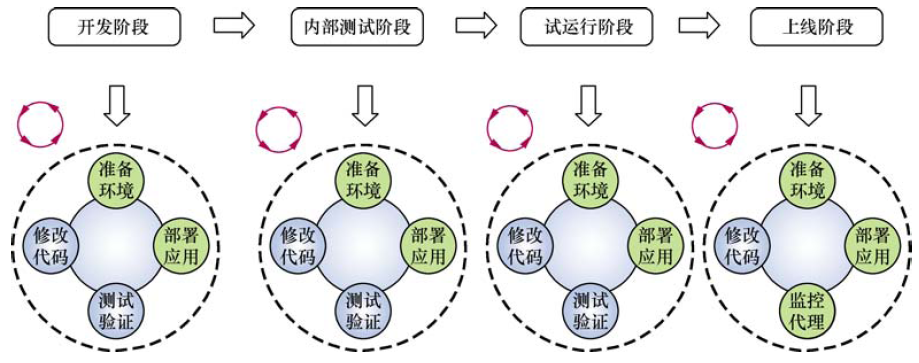 开发阶段
内部测试阶段
试运行阶段
上线阶段
准备
环境
修改
代码
部署
应用
测试
验证
准备
环境
修改
代码
部署
应用
测试
验证
准备
环境
修改
代码
部署
应用
测试
验证
准备
环境
修改
代码
部署
应用
监控
代理